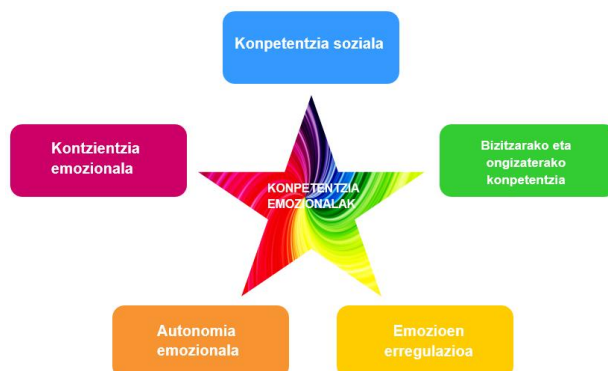 Konpetentzia soziala
Kontzientzia
emozionala
Bizitzarako eta
ongizaterako
konpetentzia
KONPETENTZIA
EMOZIONALAK
Autonomia
emozionala
Emozioen
erregulazioa